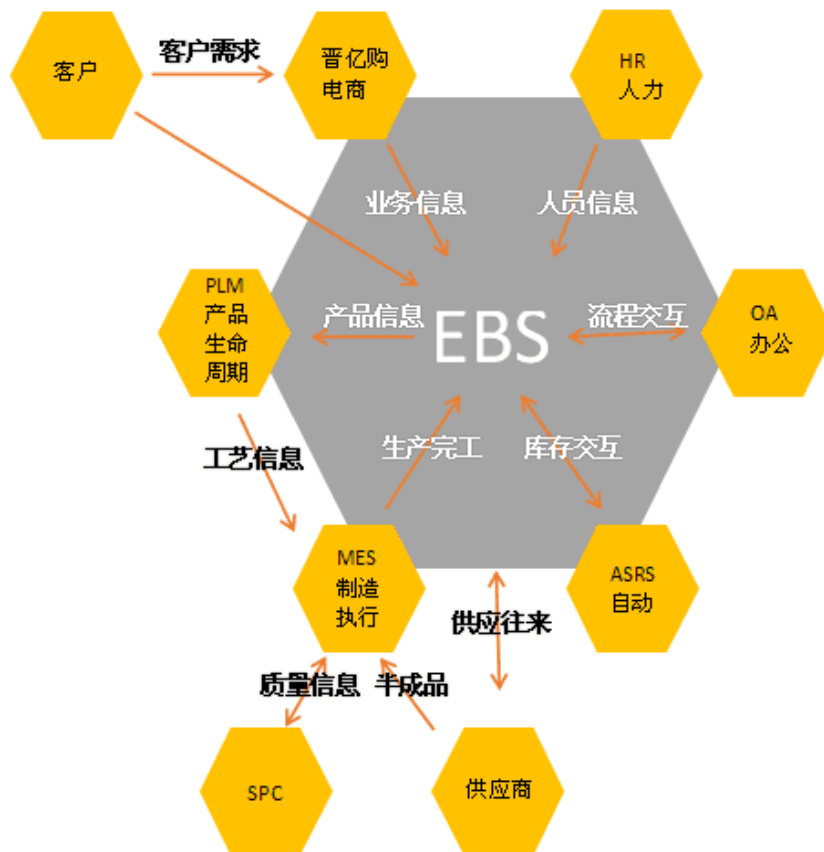 客户需求
客户
晋亿购
电商
HR
人力
业务信息
人员信息
PLM
产品
生命
周期
产品信息
EBS
流程交互
OA
办公
工艺信息
生产完工
库存交互
MES
制造
执行
ASRS
自动
供应往来
质量信息
半成品
SPC
供应商